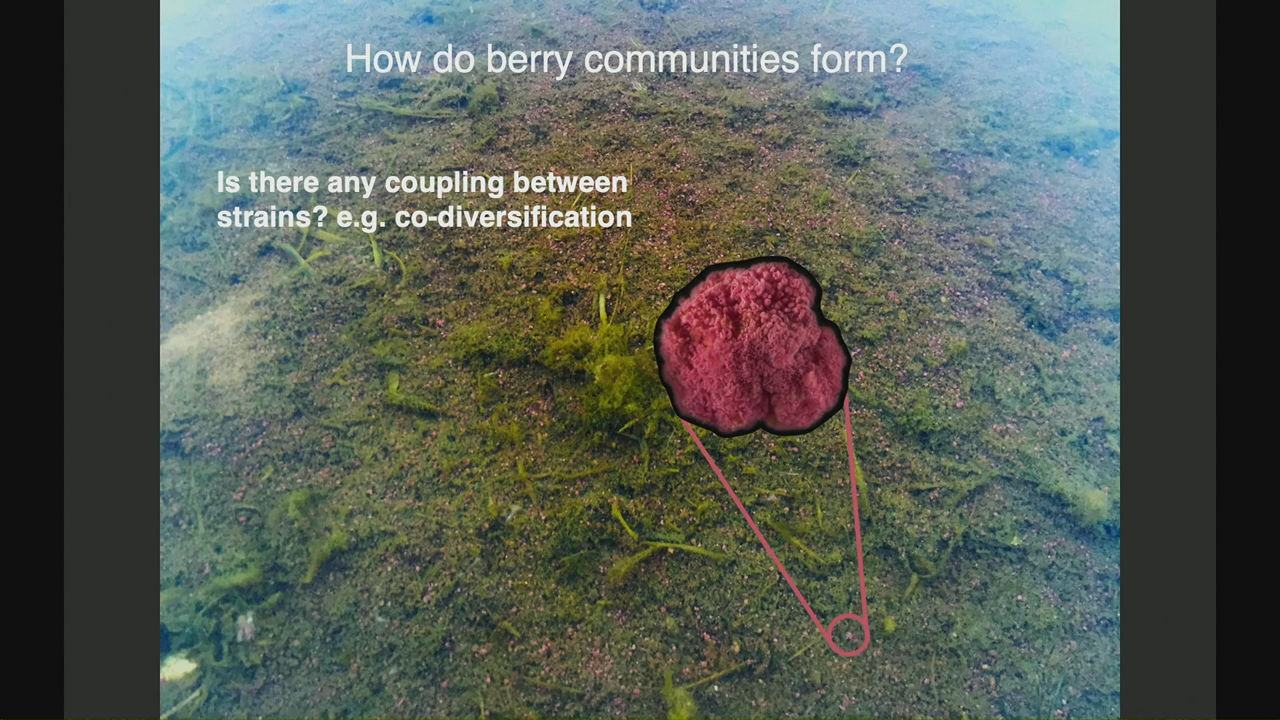 How do berry communities form?
Is there any coupling between
strains? e.g. co-diversification